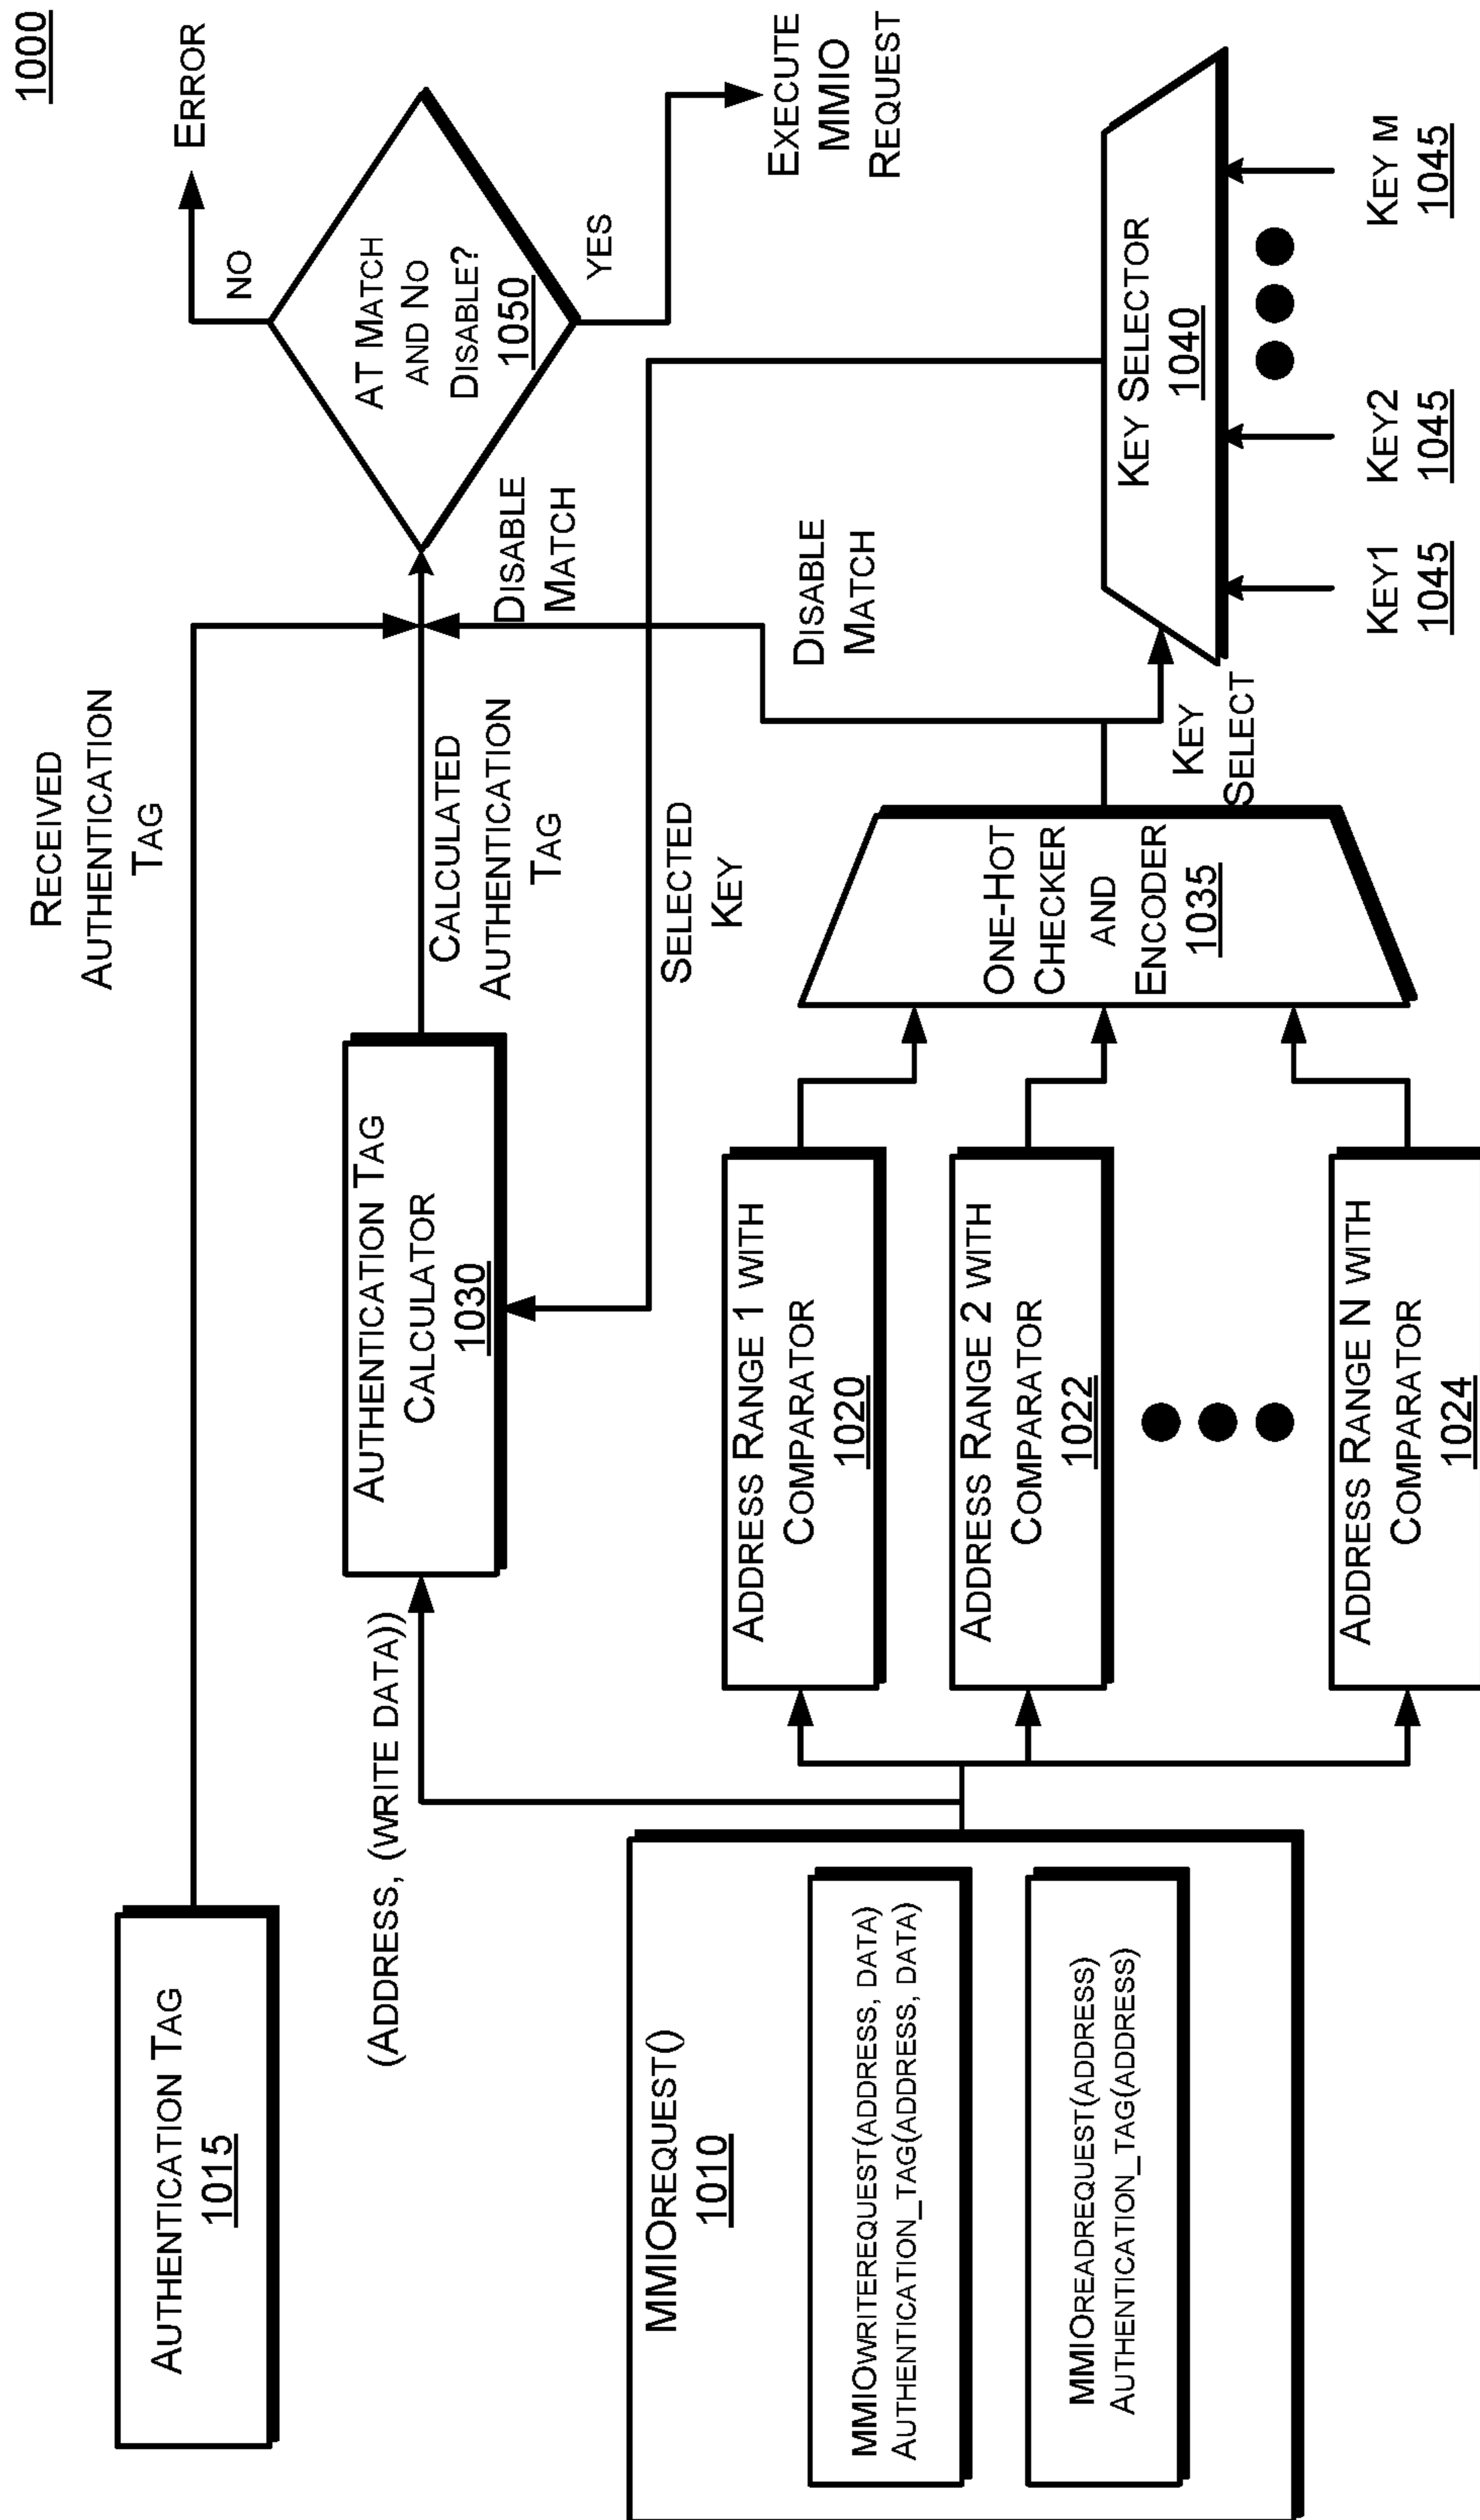 1000
RECEIVED
AUTHENTICATION
TAG
ERROR
NO
AUTHENTICATION TAG
1015
(ADDRESS, (WRITE DATA))
AUTHENTICATION TAG
CALCULATOR
1030
CALCULATED
AUTHENTICATION
TAG
AT MATCH
AND NO
DISABLE?
1050
DISABLE
MATCH
YES
EXECUTE
MMIO
REQUEST
SELECTED
KEY
MMIOREQUEST()
1010
MMIOWRITEREQUEST(ADDRESS, DATA)
AUTHENTICATION_TAG(ADDRESS, DATA)
MMIOREADREQUEST(ADDRESS)
AUTHENTICATION_TAG(ADDRESS)
ADDRESS RANGE 1 WITH
COMPARATOR
1020
ADDRESS RANGE 2 WITH
COMPARATOR
1022
ADDRESS RANGE N WITH
COMPARATOR
1024
ONE-HOT
CHECKER
AND
ENCODER
1035
DISABLE
MATCH
KEY
SELECT
KEY SELECTOR
1040
KEY1
1045
KEY2
1045
KEY M
1045